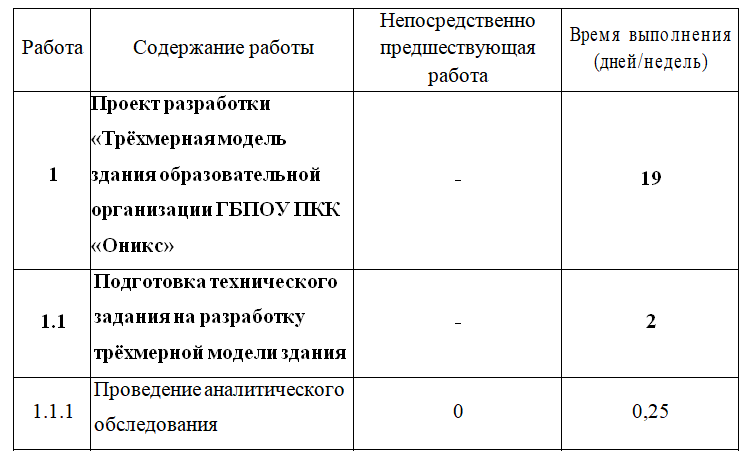 Работа
Содержание работы
Непосредственно
предшествующая
работа
Время выполнения
(дней/недель)
1
Проект разработки
«Трёхмерная модель
здания образовательной
организации ГБПОУ ПКК
«Оникс»
-
19
1.1
Подготовка технического
задания на разработку
трёхмерной модели здания
-
2
1.1.1
Проведение аналитического
обследования
0
0,25